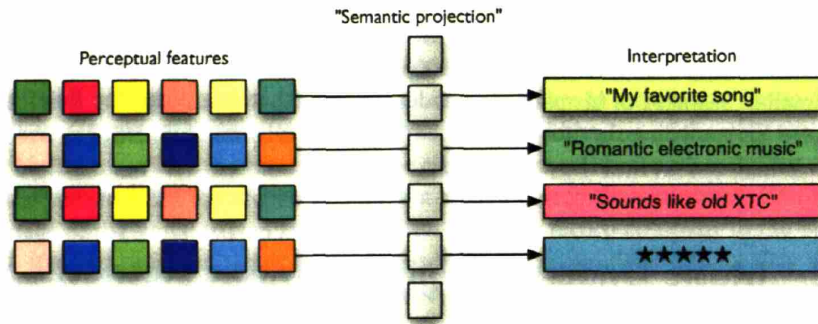 "Semantic projection"
Perceptual features
Interpretation
"My favorite song"
"Romantic electronic music"
"Sounds like old XTC"
★★★★★